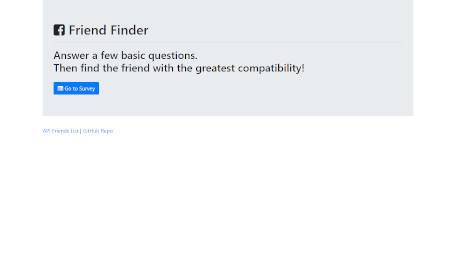 Friend Finder
Answer a few basic questions.
Then find the friend with the greatest compatibility!
Go to Survey
API Friends List | GitHub Repo